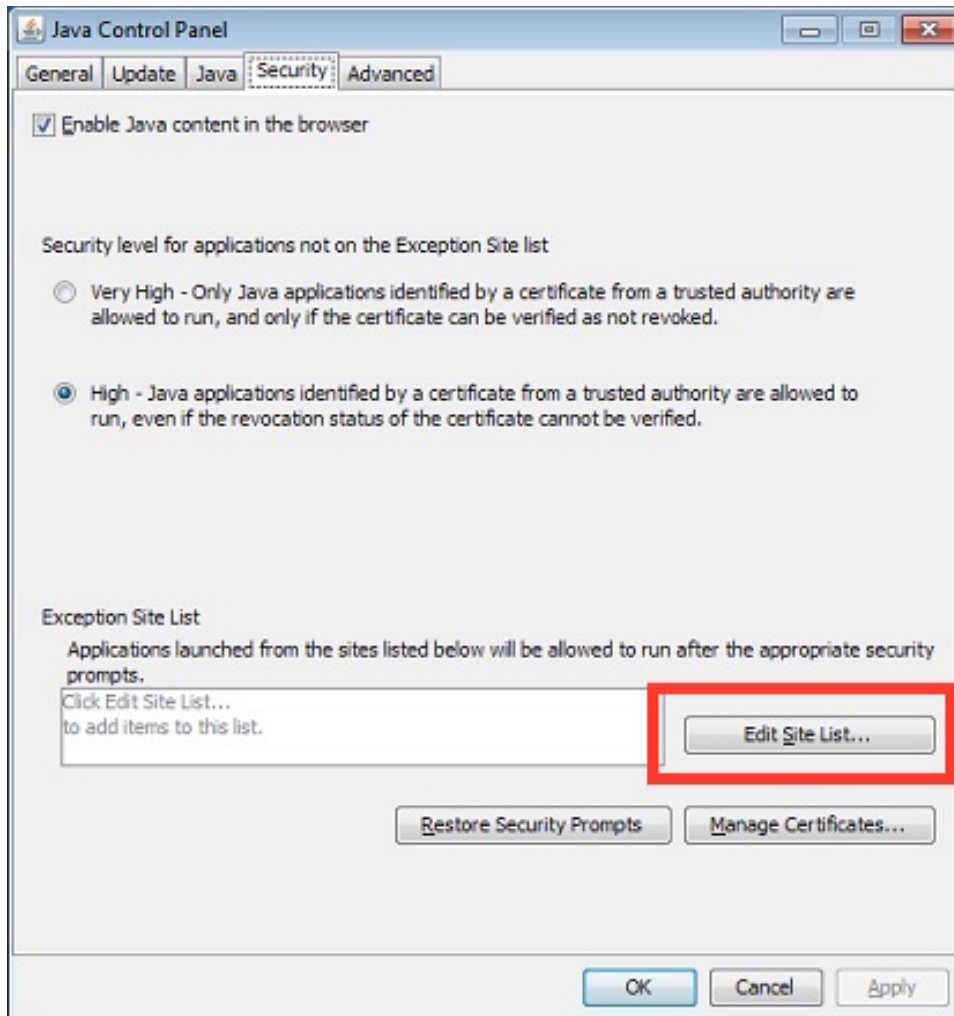 Java Control Panel
General Update Java Security Advanced
Enable Java content in the browser
Security level for applications not on the Exception Site list
Very High - Only Java applications identified by a certificate from a trusted authority are
allowed to run, and only if the certificate can be verified as not revoked.
High - Java applications identified by a certificate from a trusted authority are allowed to
run, even if the revocation status of the certificate cannot be verified.
Exception Site List
Applications launched from the sites listed below will be allowed to run after the appropriate security
prompts.
Click Edit Site List...
to add items to this list.
Edit Site List...
Restore Security Prompts Manage Certificates...
OK Cancel Apply